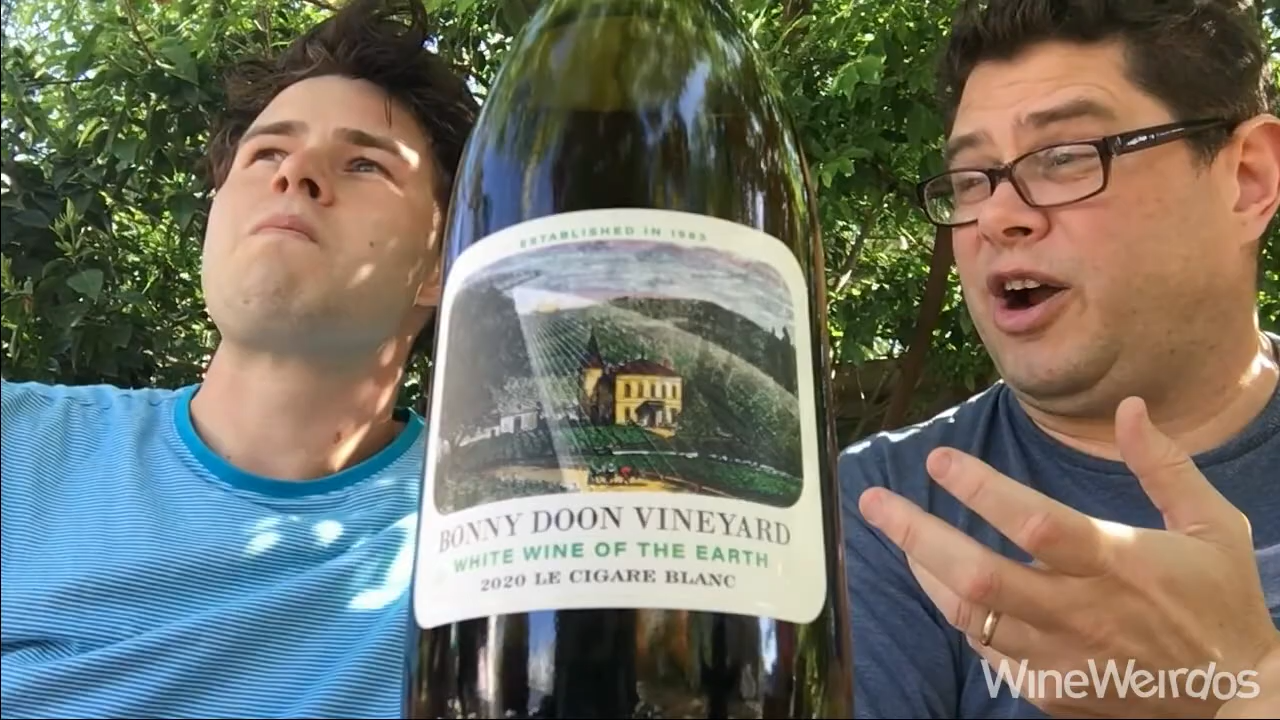 ESTABLISHED IN 1983
BONNY DOON VINEYARD
WHITE WINE OF THE EARTH
2020 LE CIGARE BLANC
WineWeirdos